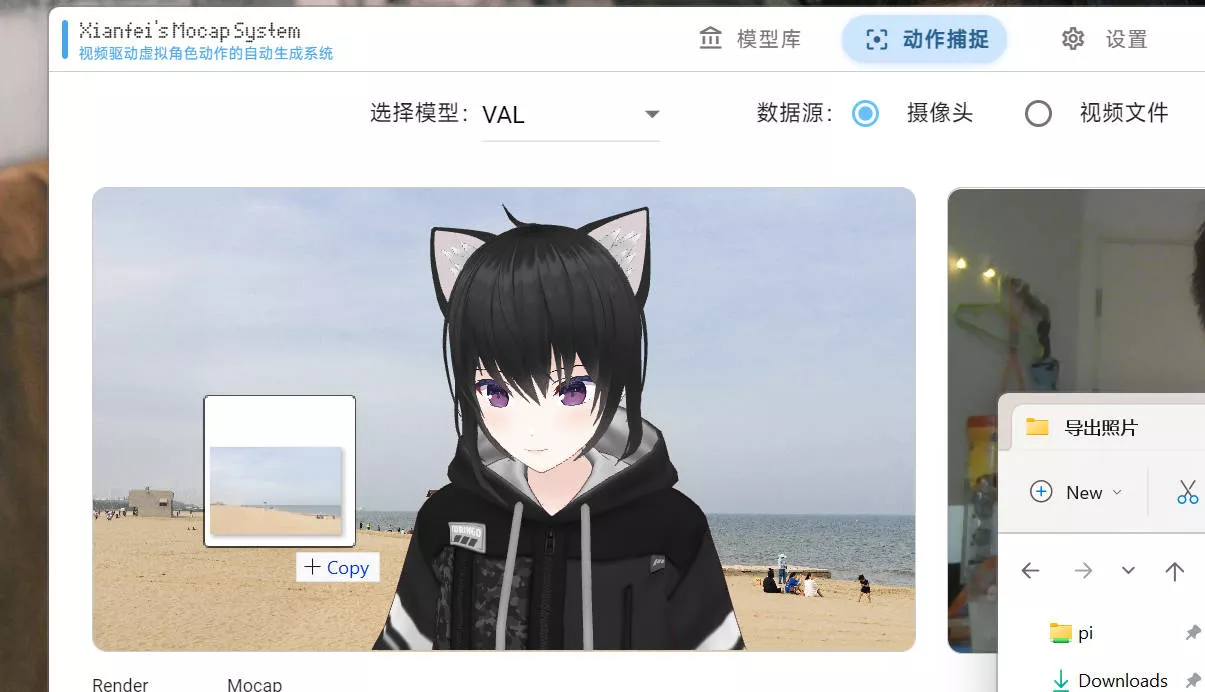 Xianfei's Mocap System
视频驱动虚拟角色动作的自动生成系统
模型库
动作捕捉
设置
选择模型：
VAL
数据源：
摄像头
视频文件
Copy
导出照片
New
pi
Downloads
Render
Mocap